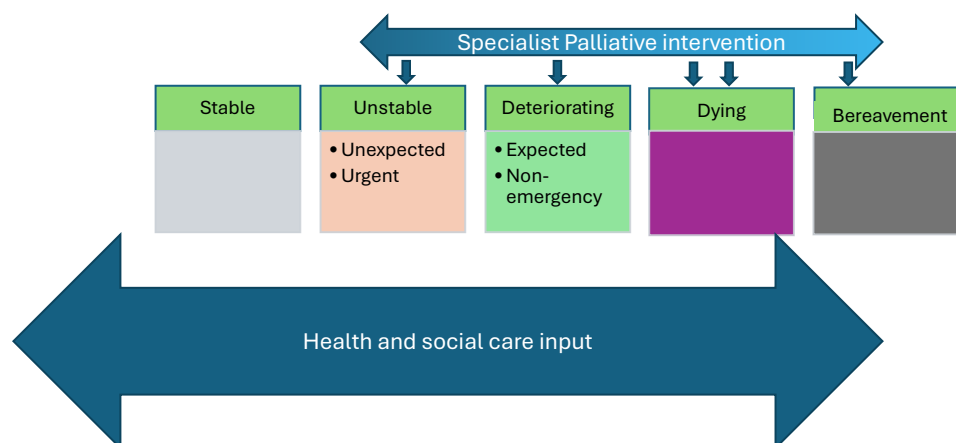 Specialist Palliative intervention
Stable
Unstable
Deteriorating
Dying
Bereavement
• Unexpected
• Urgent
• Expected
• Non-
emergency
Health and social care input